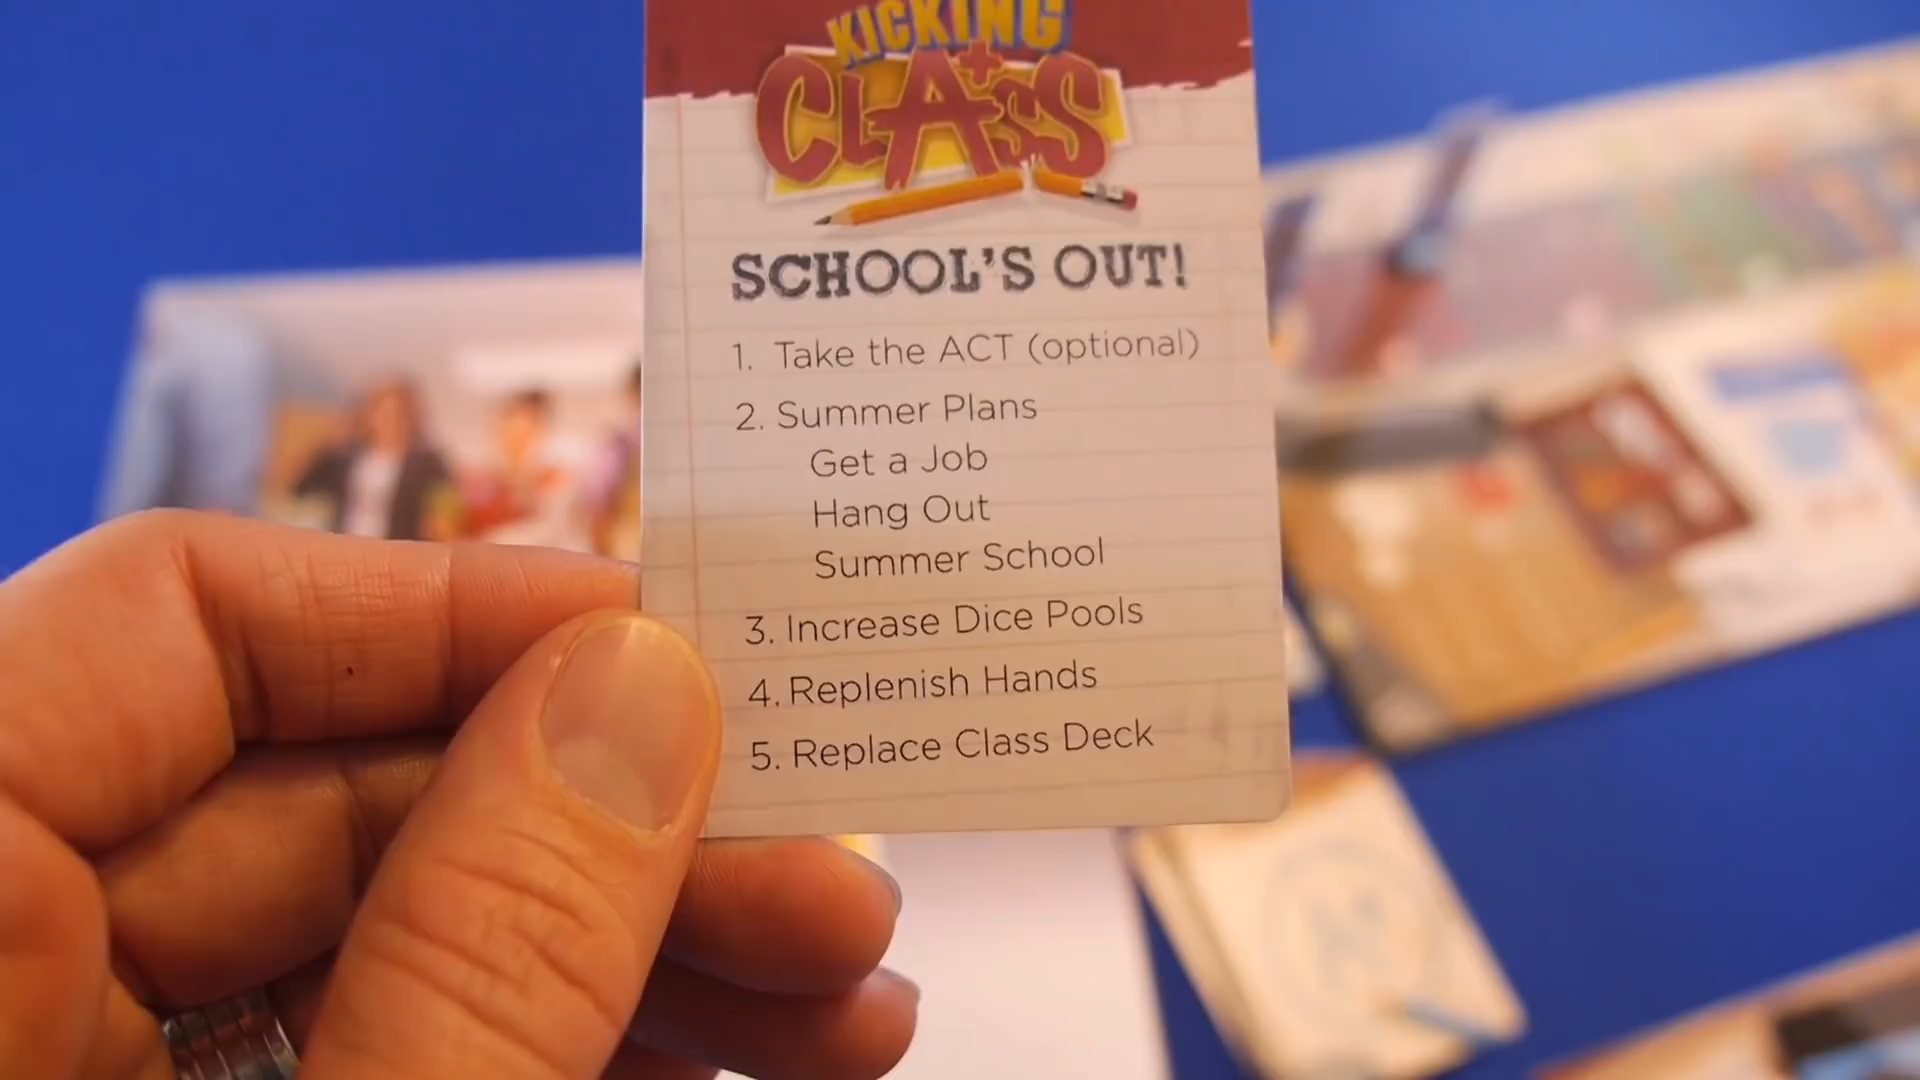 KICKING
CLASS
SCHOOL'S OUT!
1. Take the ACT (optional)
2. Summer Plans
Get a Job
Hang Out
Summer School
3. Increase Dice Pools
4. Replenish Hands
5. Replace Class Deck